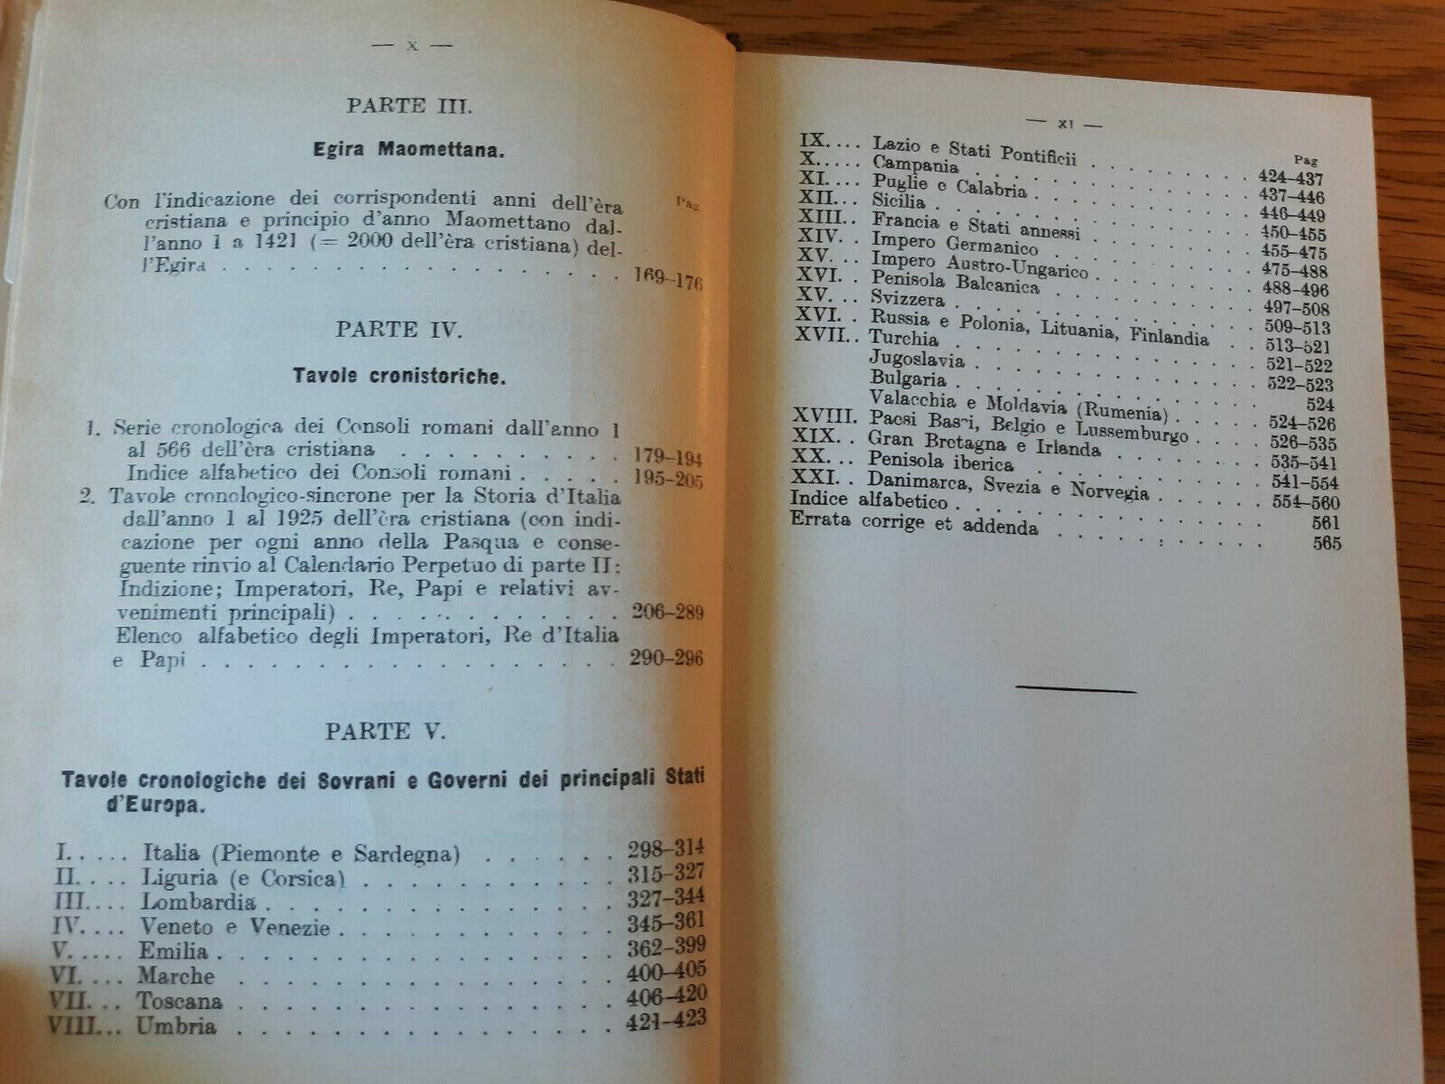 — X —
PARTE III.
Egira Maomettana.
Pag
Con l'indicazione dei corrispondenti anni dell'èra
cristiana e principio d'anno Maomettano dal-
l'anno 1 a 1421 (= 2000 dell'èra cristiana) del-
l'Egira . . . . . . . . . . . . . . . . . 169–176
PARTE IV.
Tavole cronistoriche.
1. Serie cronologica dei Consoli romani dall'anno 1
al 566 dell'èra cristiana . . . . . . . . . . 179–194
Indice alfabetico dei Consoli romani . . . . . 195–205
2. Tavole cronologico-sincrone per la Storia d'Italia
dall'anno 1 al 1925 dell'èra cristiana (con indi-
cazione per ogni anno della Pasqua e conse-
guente rinvio al Calendario Perpetuo di parte II;
Indizione; Imperatori, Re, Papi e relativi av-
venimenti principali) . . . . . . . . . . . 206–289
Elenco alfabetico degli Imperatori, Re d'Italia
e Papi . . . . . . . . . . . . . . . . . 290–296
PARTE V.
Tavole cronologiche dei Sovrani e Governi dei principali Stati
d'Europa.
I. . . . . Italia (Piemonte e Sardegna) . . . . . . 298–314
II. . . . Liguria (e Corsica) . . . . . . . . . . 315–327
III. . . . Lombardia . . . . . . . . . . . . . 327–344
IV. . . . Veneto e Venezie . . . . . . . . . . . 345–361
V. . . . . Emilia . . . . . . . . . . . . . . . 362–399
VI. . . . Marche . . . . . . . . . . . . . . 400–405
VII. . . Toscana . . . . . . . . . . . . . . 406–420
VIII. . . Umbria . . . . . . . . . . . . . . 421–423
— XI —
Pag
IX. . . . Lazio e Stati Pontificii . . . . . . . . . 424–437
X. . . . . Campania . . . . . . . . . . . . . 437–446
XI. . . . Puglie e Calabria . . . . . . . . . . . 446–449
XII. . . Sicilia . . . . . . . . . . . . . . . 450–455
XIII. . Francia e Stati annessi . . . . . . . . . 455–475
XIV. . Impero Germanico . . . . . . . . . . . 475–488
XV. . . Impero Austro-Ungarico . . . . . . . . . 488–496
XVI. . Penisola Balcanica . . . . . . . . . . . 497–508
XV. . . Svizzera . . . . . . . . . . . . . . 509–513
XVI. . Russia e Polonia, Lituania, Finlandia . . 513–521
XVII. . Turchia . . . . . . . . . . . . . . 521–522
Jugoslavia . . . . . . . . . . . . . 522–523
Bulgaria . . . . . . . . . . . . . . 524
Valacchia e Moldavia (Rumenia) . . . . . 524–526
XVIII. Paesi Bassi, Belgio e Lussemburgo . . . . 526–535
XIX. . Gran Bretagna e Irlanda . . . . . . . . 535–541
XX. . . Penisola iberica . . . . . . . . . . . 541–554
XXI. . Danimarca, Svezia e Norvegia . . . . . . 554–560
Indice alfabetico . . . . . . . . . . . . . . . 561
Errata corrige et addenda . . . . . . . . . . . 565